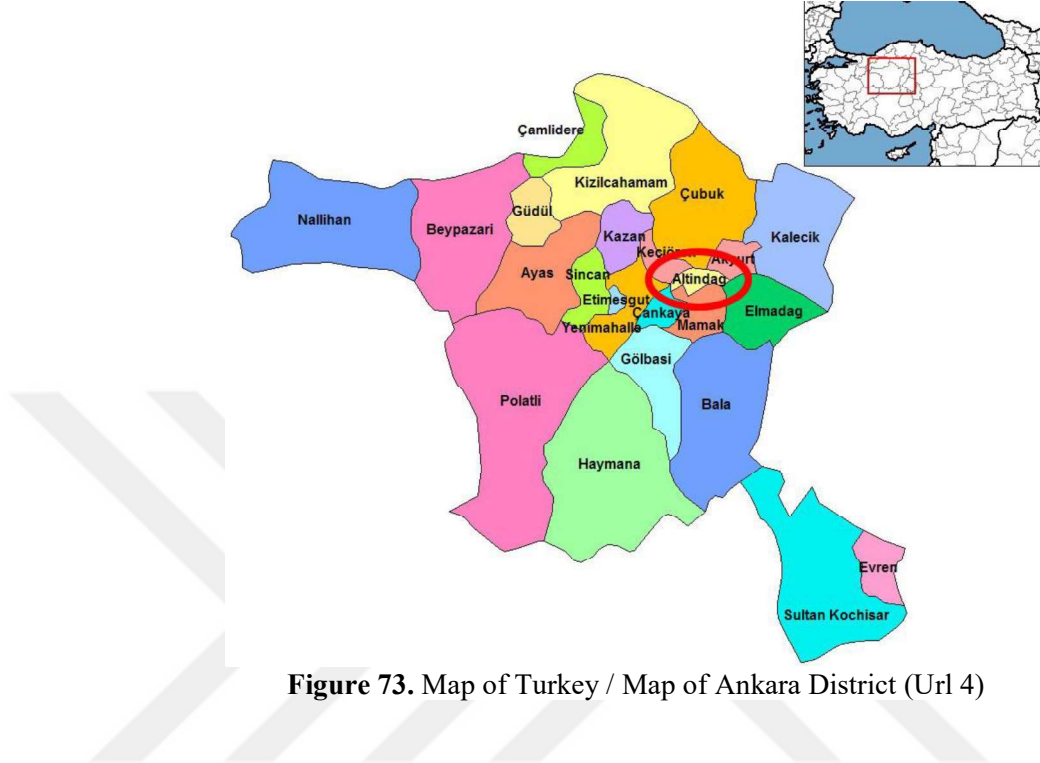 Çamlidere
Kizilcahamam
Çubuk
Güdül
Nallihan
Beypazari
Kazan
Kalecik
Keçiören
Akyurt
Ayas
Sincan
Altindag
Etimesgut
Çankaya
Elmadag
Yenimahalle
Mamak
Gölbasi
Polatli
Bala
Haymana
Evren
Sultan Kochisar
Figure 73. Map of Turkey / Map of Ankara District (Url 4)